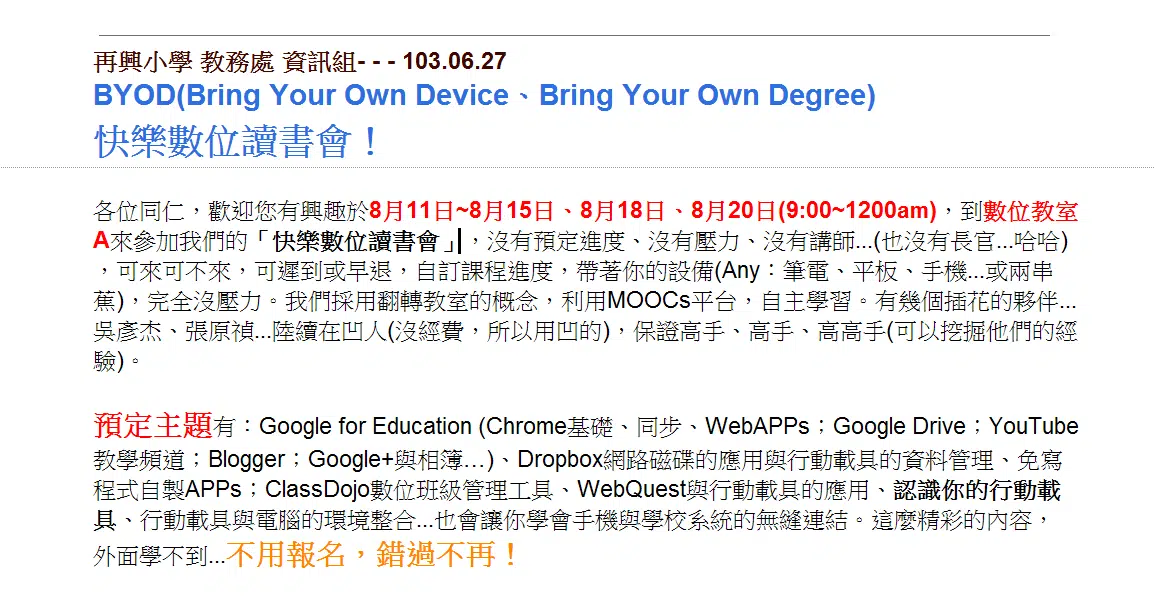 再興小學 教務處 資訊組- - - 103.06.27
BYOD(Bring Your Own Device、Bring Your Own Degree)
快樂數位讀書會！
各位同仁，歡迎您有興趣於8月11日~8月15日、8月18日、8月20日(9:00~1200am)，到數位教室
A來參加我們的「快樂數位讀書會」，沒有預定進度、沒有壓力、沒有講師...(也沒有長官...哈哈)
，可來可不來，可遲到或早退，自訂課程進度，帶著你的設備(Any：筆電、平板、手機...或兩串
蕉)，完全沒壓力。我們採用翻轉教室的概念，利用MOOCs平台，自主學習。有幾個插花的夥伴...
吳彥杰、張原禎...陸續在凹人(沒經費，所以用凹的)，保證高手、高手、高高手(可以挖掘他們的經
驗)。
預定主題有：Google for Education (Chrome基礎、同步、WebAPPs；Google Drive；YouTube
教學頻道；Blogger；Google+與相簿…)、Dropbox網路磁碟的應用與行動載具的資料管理、免寫
程式自製APPs；ClassDojo數位班級管理工具、WebQuest與行動載具的應用、認識你的行動載
具、行動載具與電腦的環境整合...也會讓你學會手機與學校系統的無縫連結。這麼精彩的內容，
外面學不到...不用報名，錯過不再！